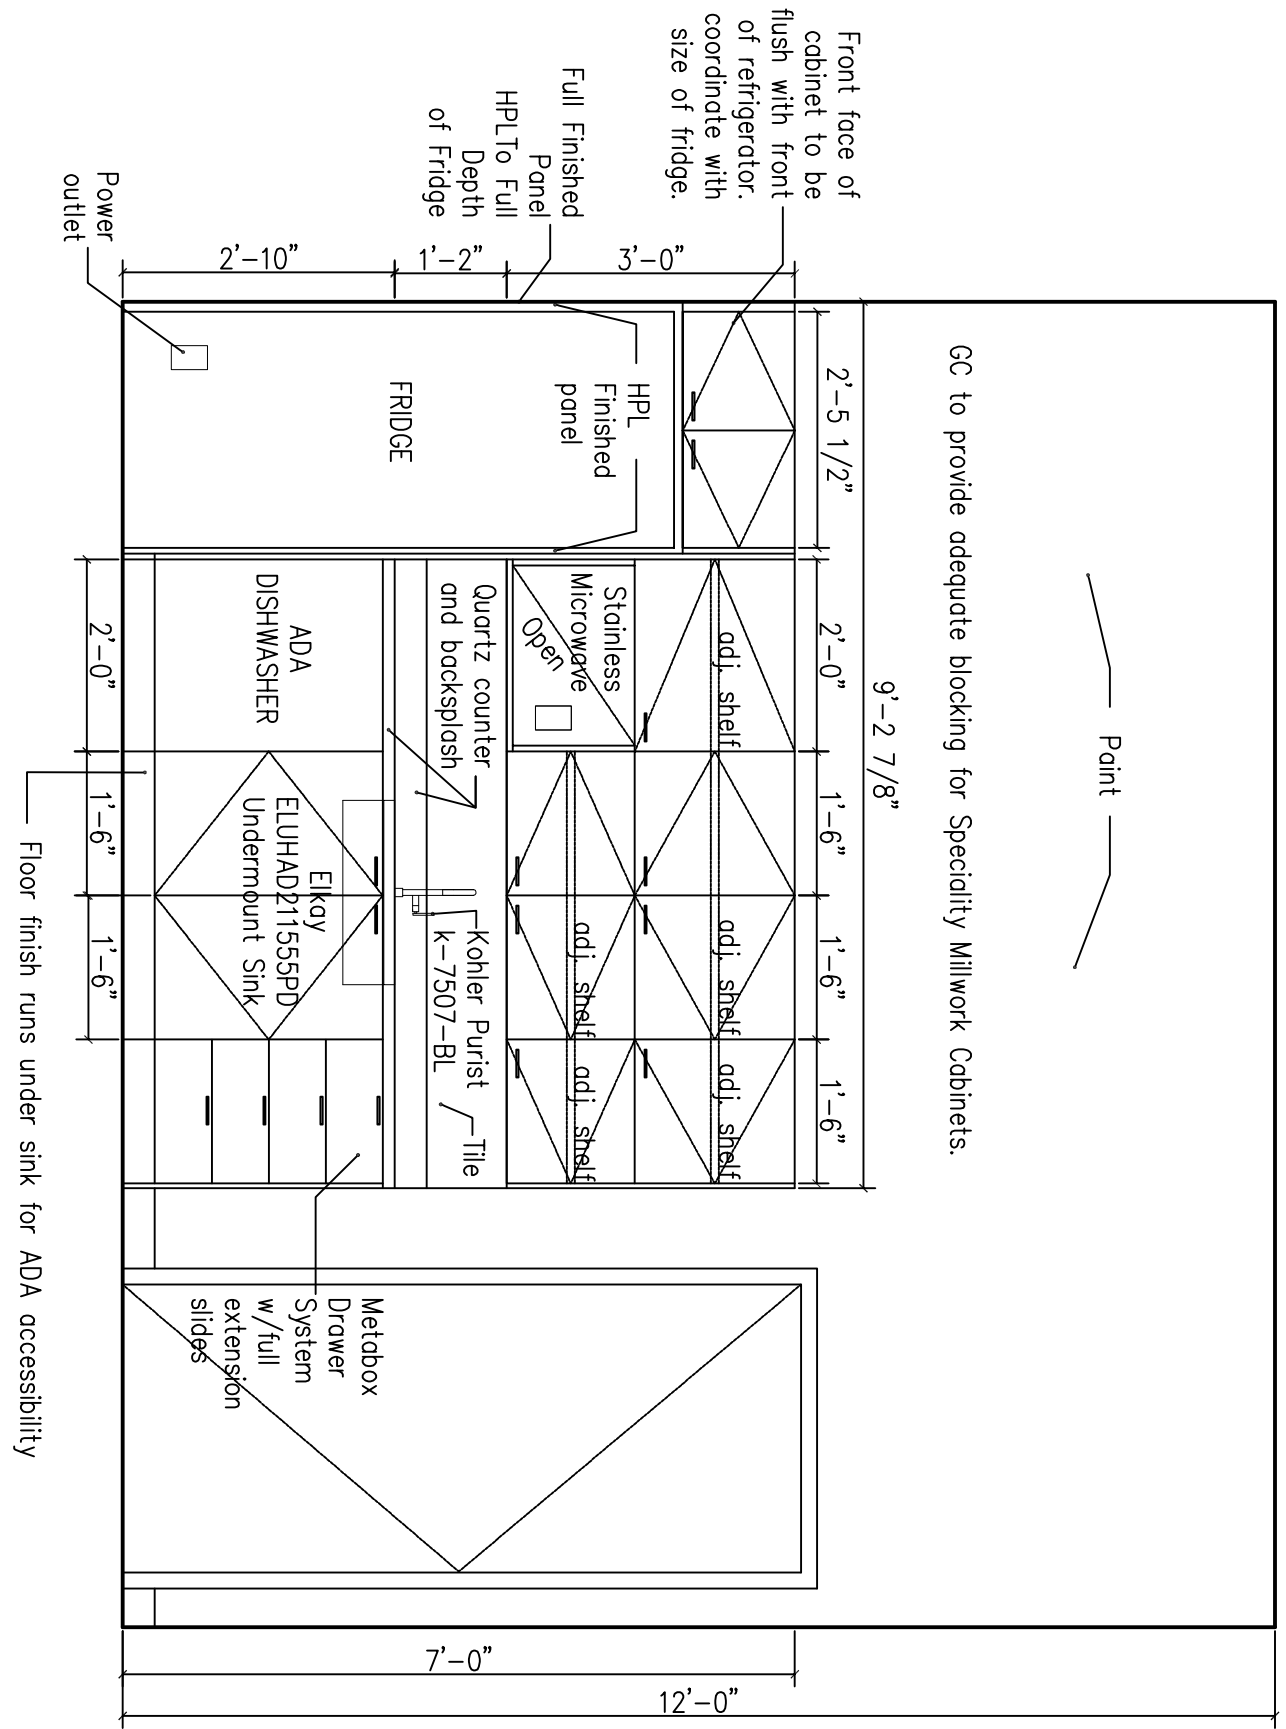 Paint
12'-0"
GC to provide adequate blocking for Speciality Millwork Cabinets.
9'-2 7/8"
2'-5 1/2"
2'-0"
1'-6"
1'-6"
1'-6"
7'-0"
Front face of
cabinet to be
flush with front
of refrigerator.
coordinate with
size of fridge.
3'-0"
adj. shelf
adj. shelf
adj. shelf
HPL
Finished
panel
Stainless
Microwave
Open
adj. shelf
adj. shelf
Full Finished
Panel
HPLTo Full
Depth
of Fridge
1'-2"
Quartz counter
and backsplash
Kohler Purist
k-7507-BL
Tile
FRIDGE
2'-10"
ADA
DISHWASHER
Elkay
ELUHAD211555PD
Undermount Sink
Metabox
Drawer
System
w/full
extension
slides
Power
outlet
2'-0"
1'-6"
1'-6"
Floor finish runs under sink for ADA accessibility